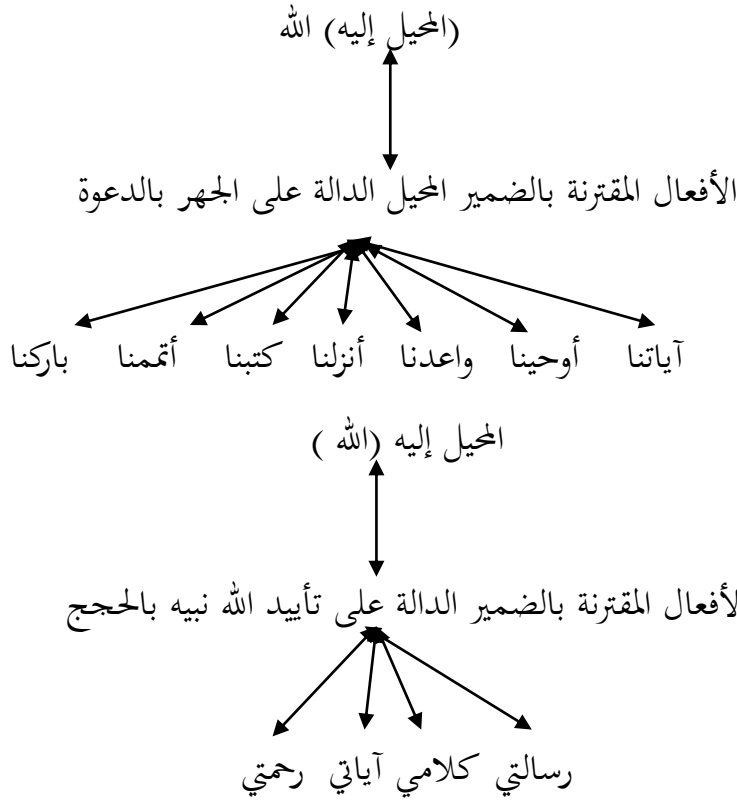 (المحيل إليه) الله
الأفعال المقترنة بالضمير المحيل الدالة على الجهر بالدعوة
آياتنا أوحينا واعدنا أنزلنا كتبنا أتممنا باركنا
المحيل إليه (الله )
لأفعال المقترنة بالضمير الدالة على تأييد الله نبيه بالحجج
رسالتي كلامي آياتي رحمتي